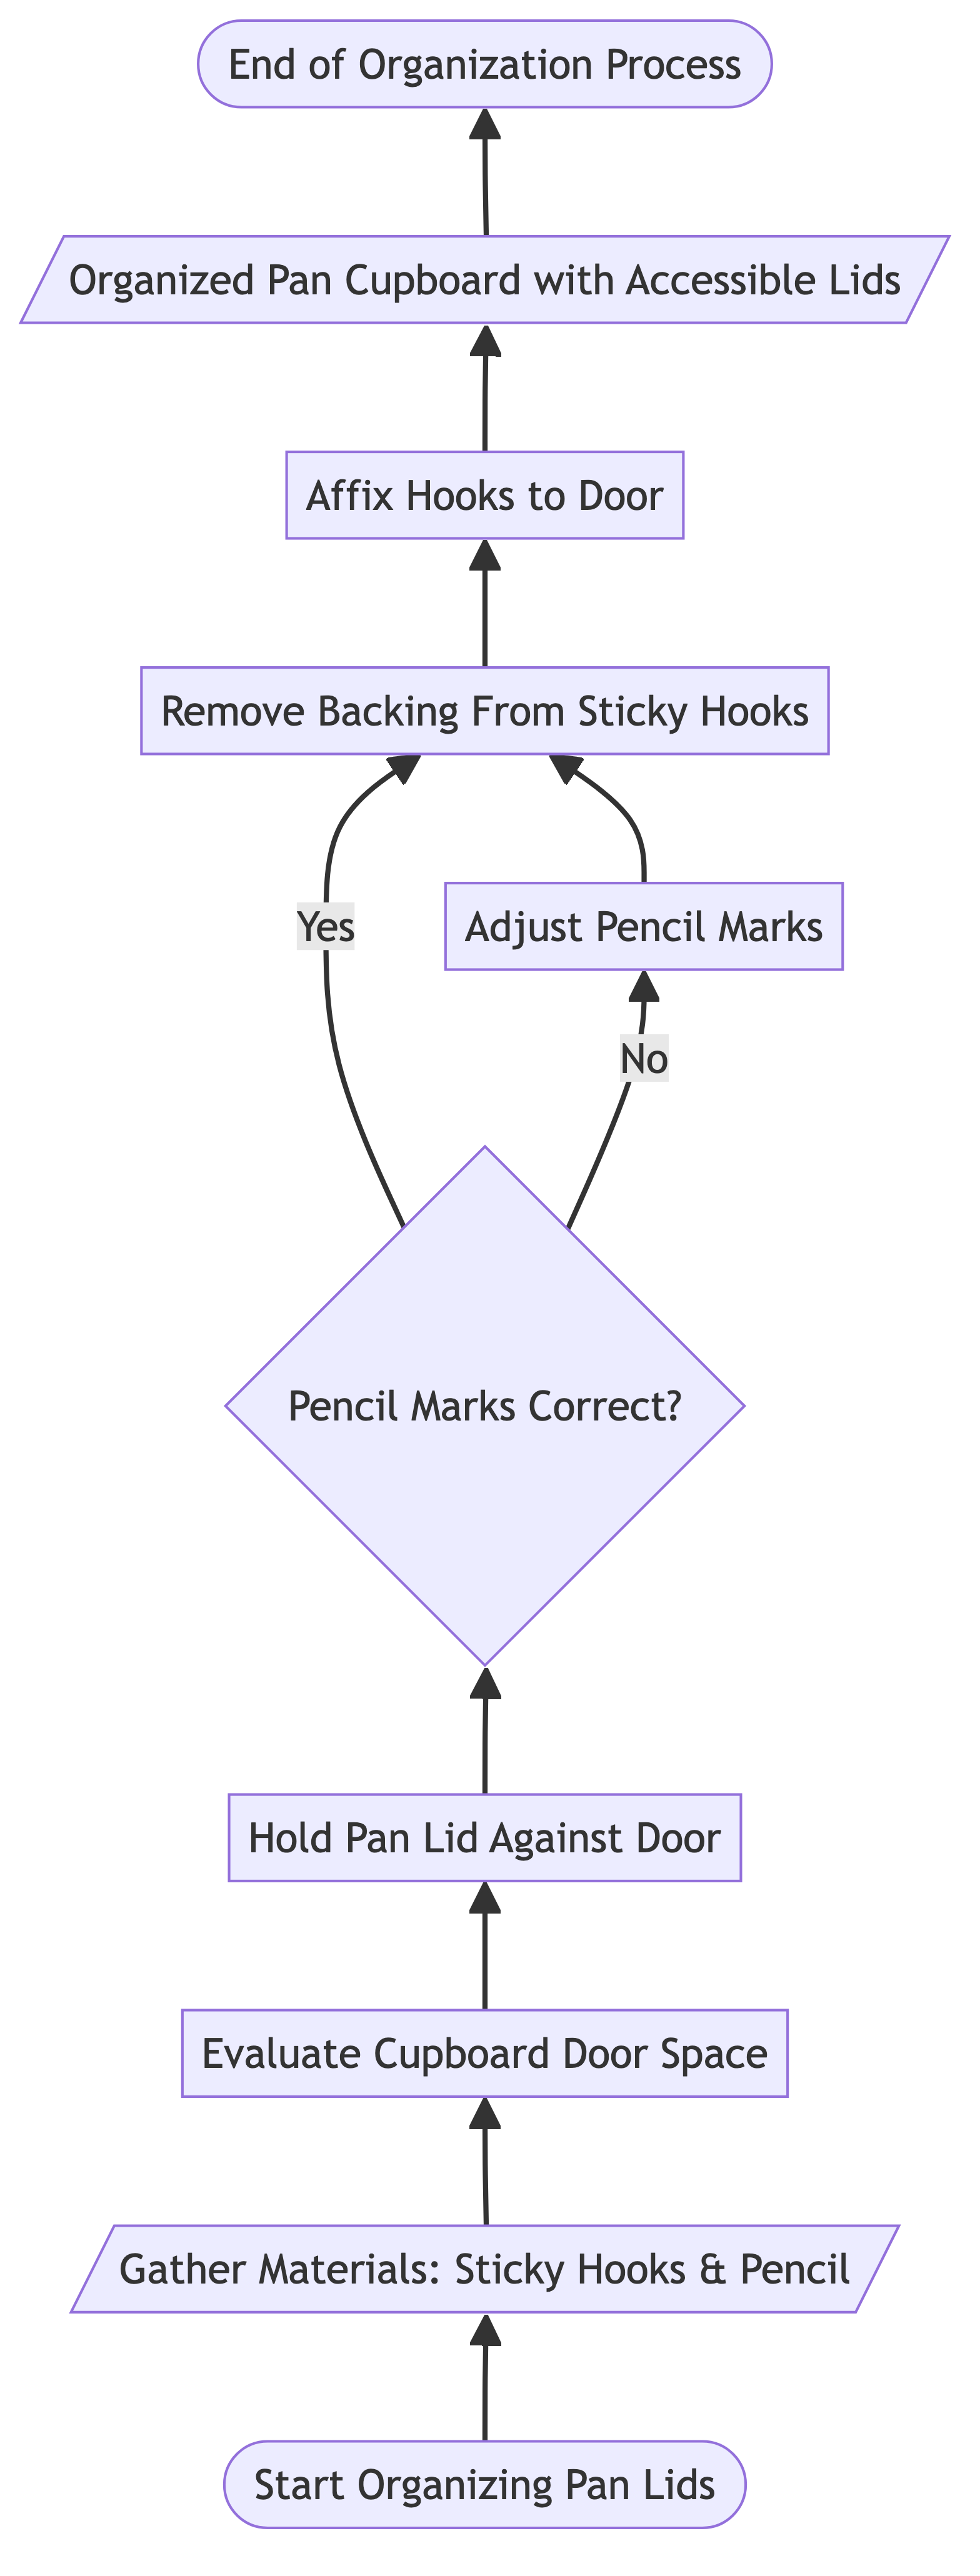 End of Organization Process
Organized Pan Cupboard with Accessible Lids
Affix Hooks to Door
Remove Backing From Sticky Hooks
Yes
Adjust Pencil Marks
No
Pencil Marks Correct?
Hold Pan Lid Against Door
Evaluate Cupboard Door Space
Gather Materials: Sticky Hooks & Pencil
Start Organizing Pan Lids